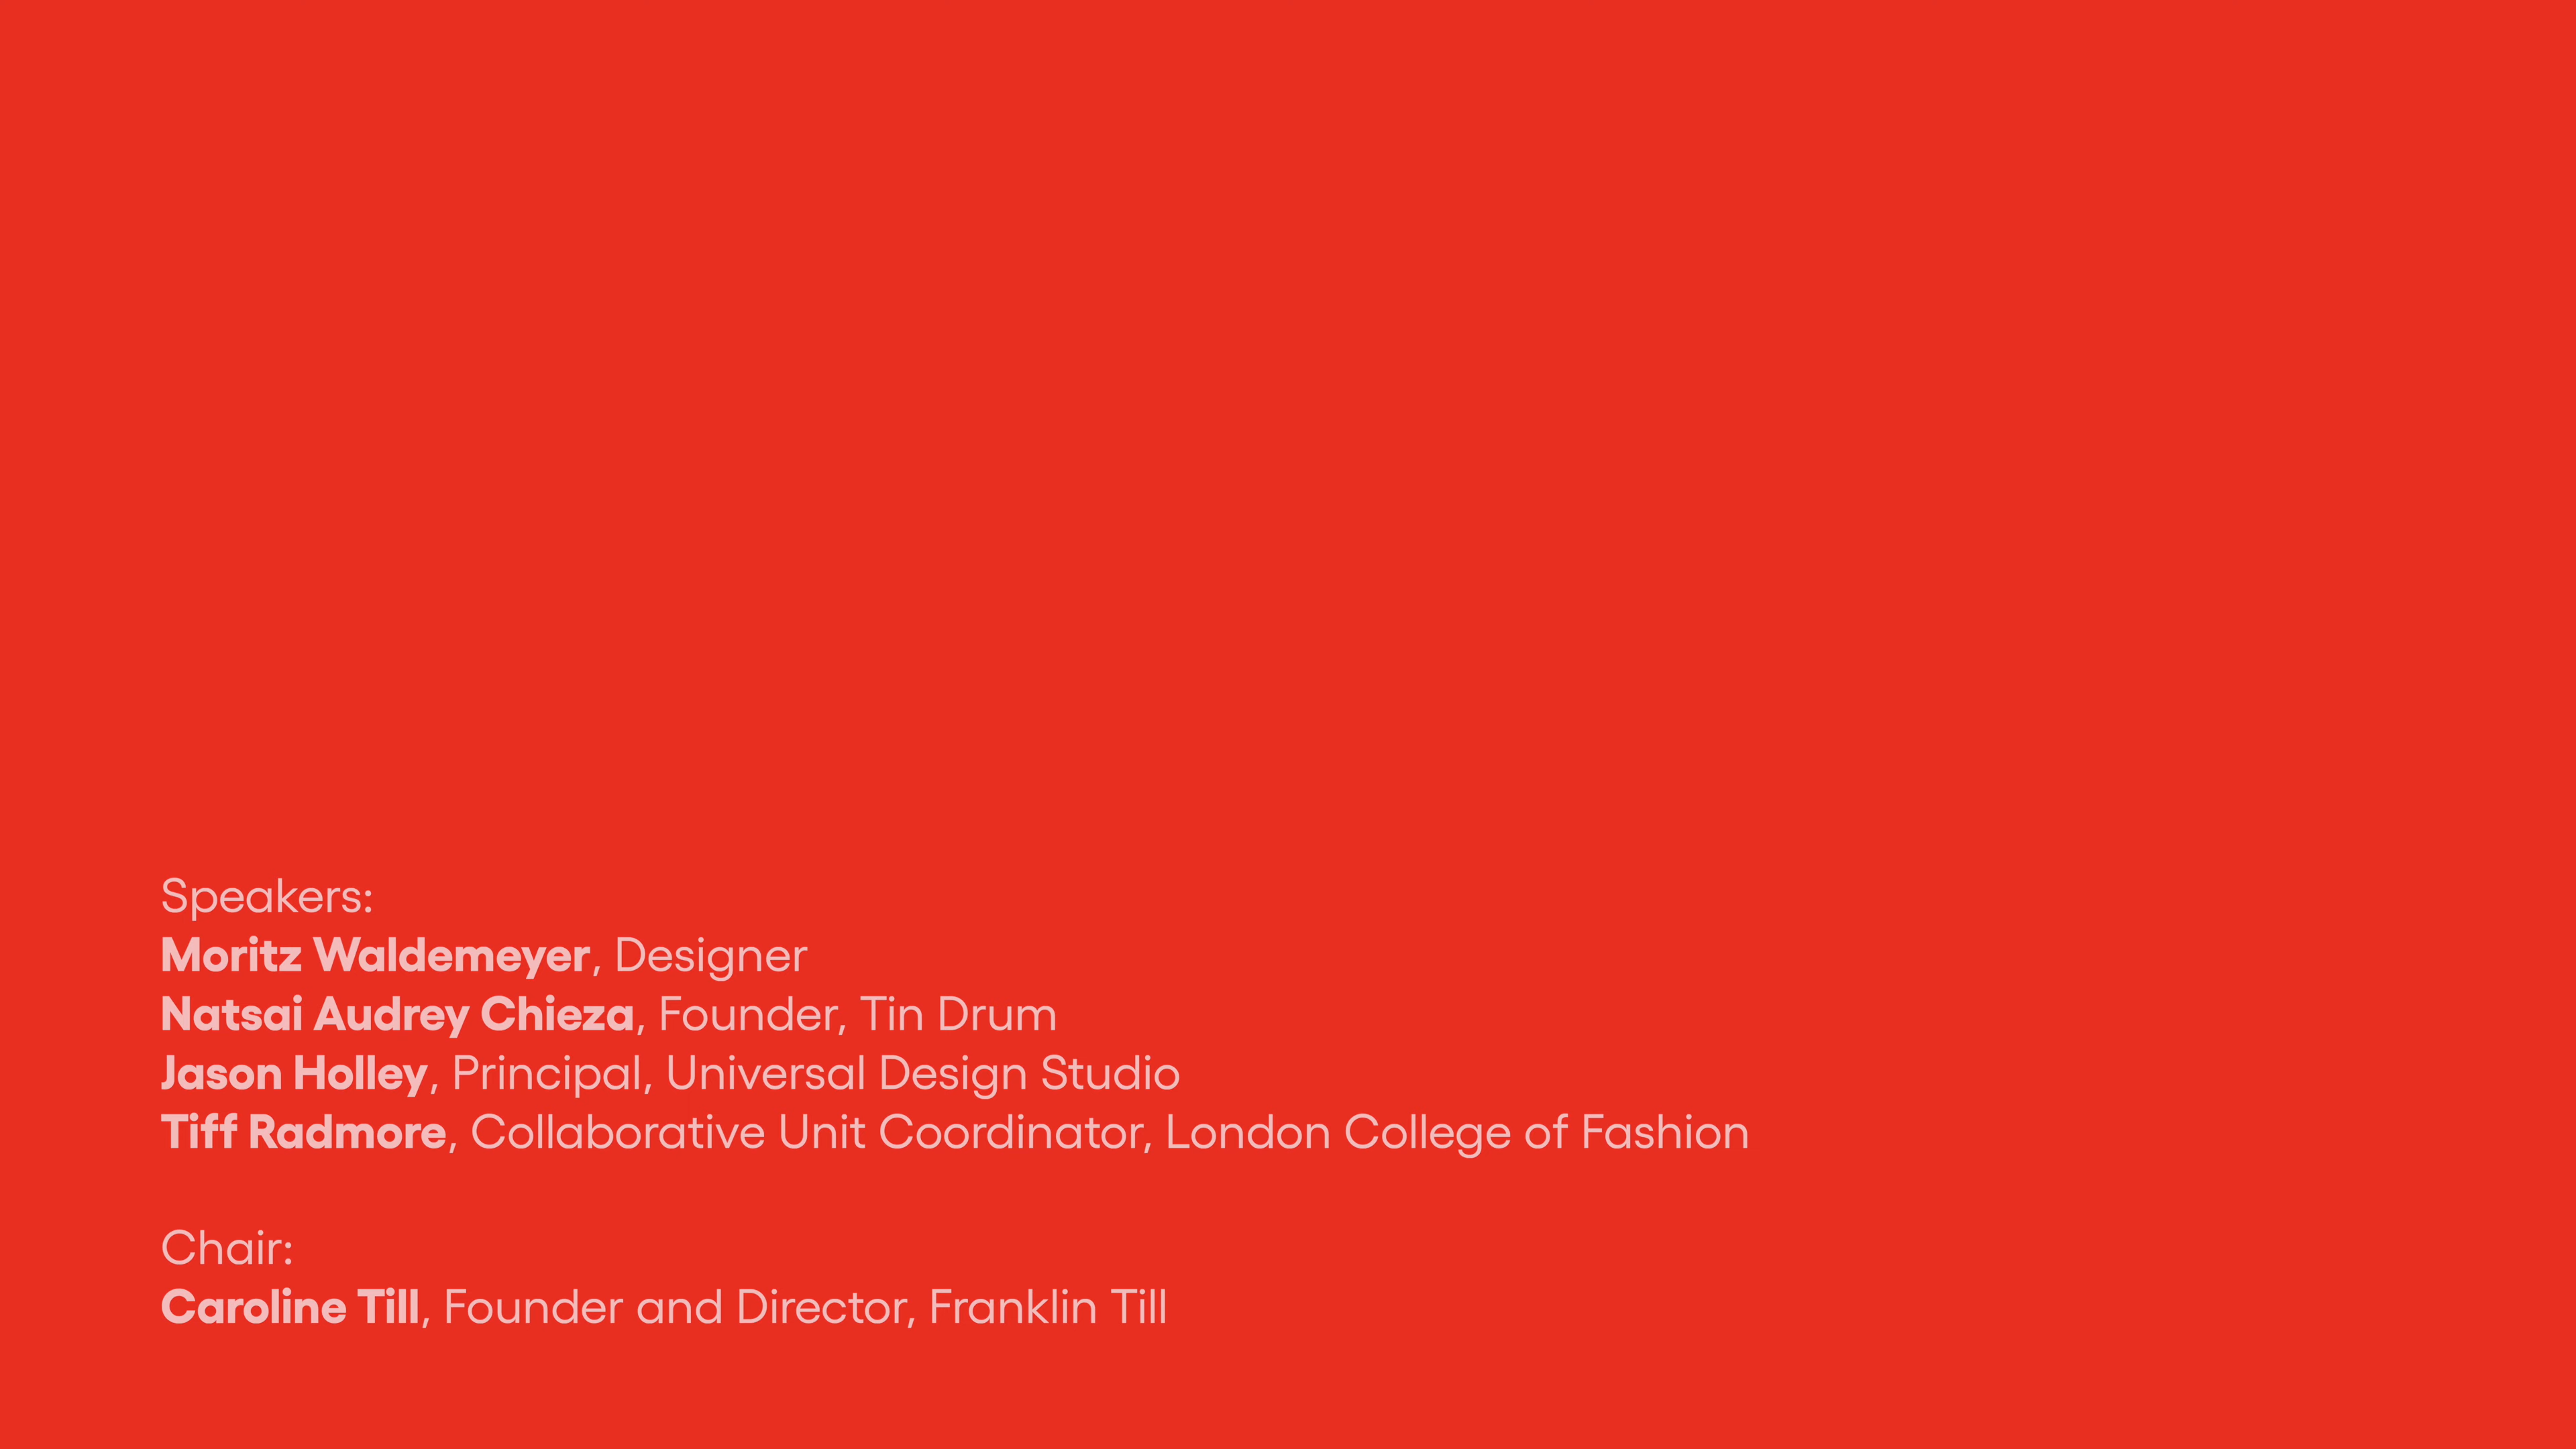 Speakers:
Moritz Waldemeyer, Designer
Natsai Audrey Chieza, Founder, Tin Drum
Jason Holley, Principal, Universal Design Studio
Tiff Radmore, Collaborative Unit Coordinator, London College of Fashion
Chair:
Caroline Till, Founder and Director, Franklin Till